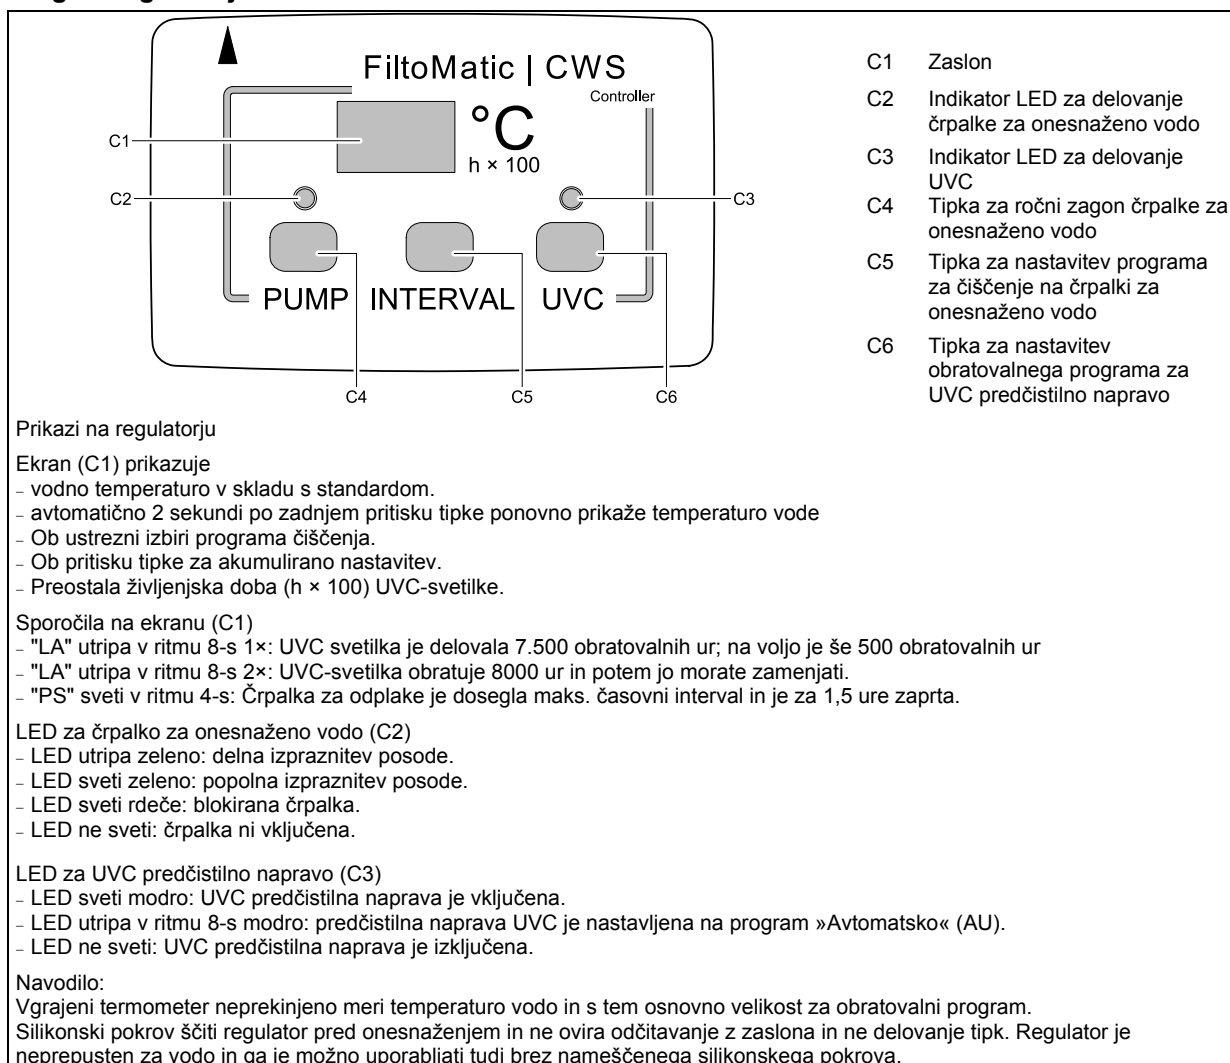 FiltoMatic | CWS
Controller
°C
h × 100
C1
C2
C3
PUMP INTERVAL UVC
C4 C5 C6
C1 Zaslon
C2 Indikator LED za delovanje
črpalke za onesnaženo vodo
C3 Indikator LED za delovanje
UVC
C4 Tipka za ročni zagon črpalke za
onesnaženo vodo
C5 Tipka za nastavitev programa
za čiščenje na črpalki za
onesnaženo vodo
C6 Tipka za nastavitev
obratovalnega programa za
UVC predčistilno napravo
Prikazi na regulatorju
Ekran (C1) prikazuje
– vodno temperaturo v skladu s standardom.
– avtomatično 2 sekundi po zadnjem pritisku tipke ponovno prikaže temperaturo vode
– Ob ustrezni izbiri programa čiščenja.
– Ob pritisku tipke za akumulirano nastavitev.
– Preostala življenjska doba (h × 100) UVC-svetilke.
Sporočila na ekranu (C1)
– "LA" utripa v ritmu 8-s 1×: UVC svetilka je delovala 7.500 obratovalnih ur; na voljo je še 500 obratovalnih ur
– "LA" utripa v ritmu 8-s 2×: UVC-svetilka obratuje 8000 ur in potem jo morate zamenjati.
– "PS" sveti v ritmu 4-s: Črpalka za odplake je dosegla maks. časovni interval in je za 1,5 ure zaprta.
LED za črpalko za onesnaženo vodo (C2)
– LED utripa zeleno: delna izpraznitev posode.
– LED sveti zeleno: popolna izpraznitev posode.
– LED sveti rdeče: blokirana črpalka.
– LED ne sveti: črpalka ni vključena.
LED za UVC predčistilno napravo (C3)
– LED sveti modro: UVC predčistilna naprava je vključena.
– LED utripa v ritmu 8-s modro: predčistilna naprava UVC je nastavljena na program »Avtomatsko« (AU).
– LED ne sveti: UVC predčistilna naprava je izključena.
Navodilo:
Vgrajeni termometer neprekinjeno meri temperaturo vodo in s tem osnovno velikost za obratovalni program.
Silikonski pokrov ščiti regulator pred onesnaženjem in ne ovira odčitavanje z zaslona in ne delovanje tipk. Regulator je
neprepusten za vodo in ga je možno uporabljati tudi brez nameščenega silikonskega pokrova.